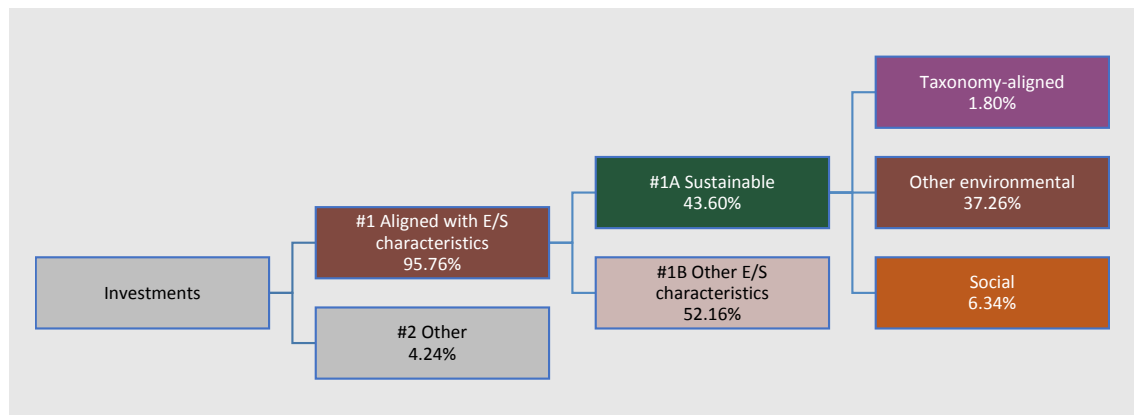 Investments
#1 Aligned with E/S
characteristics
95.76%
#2 Other
4.24%
#1A Sustainable
43.60%
#1B Other E/S
characteristics
52.16%
Taxonomy-aligned
1.80%
Other environmental
37.26%
Social
6.34%